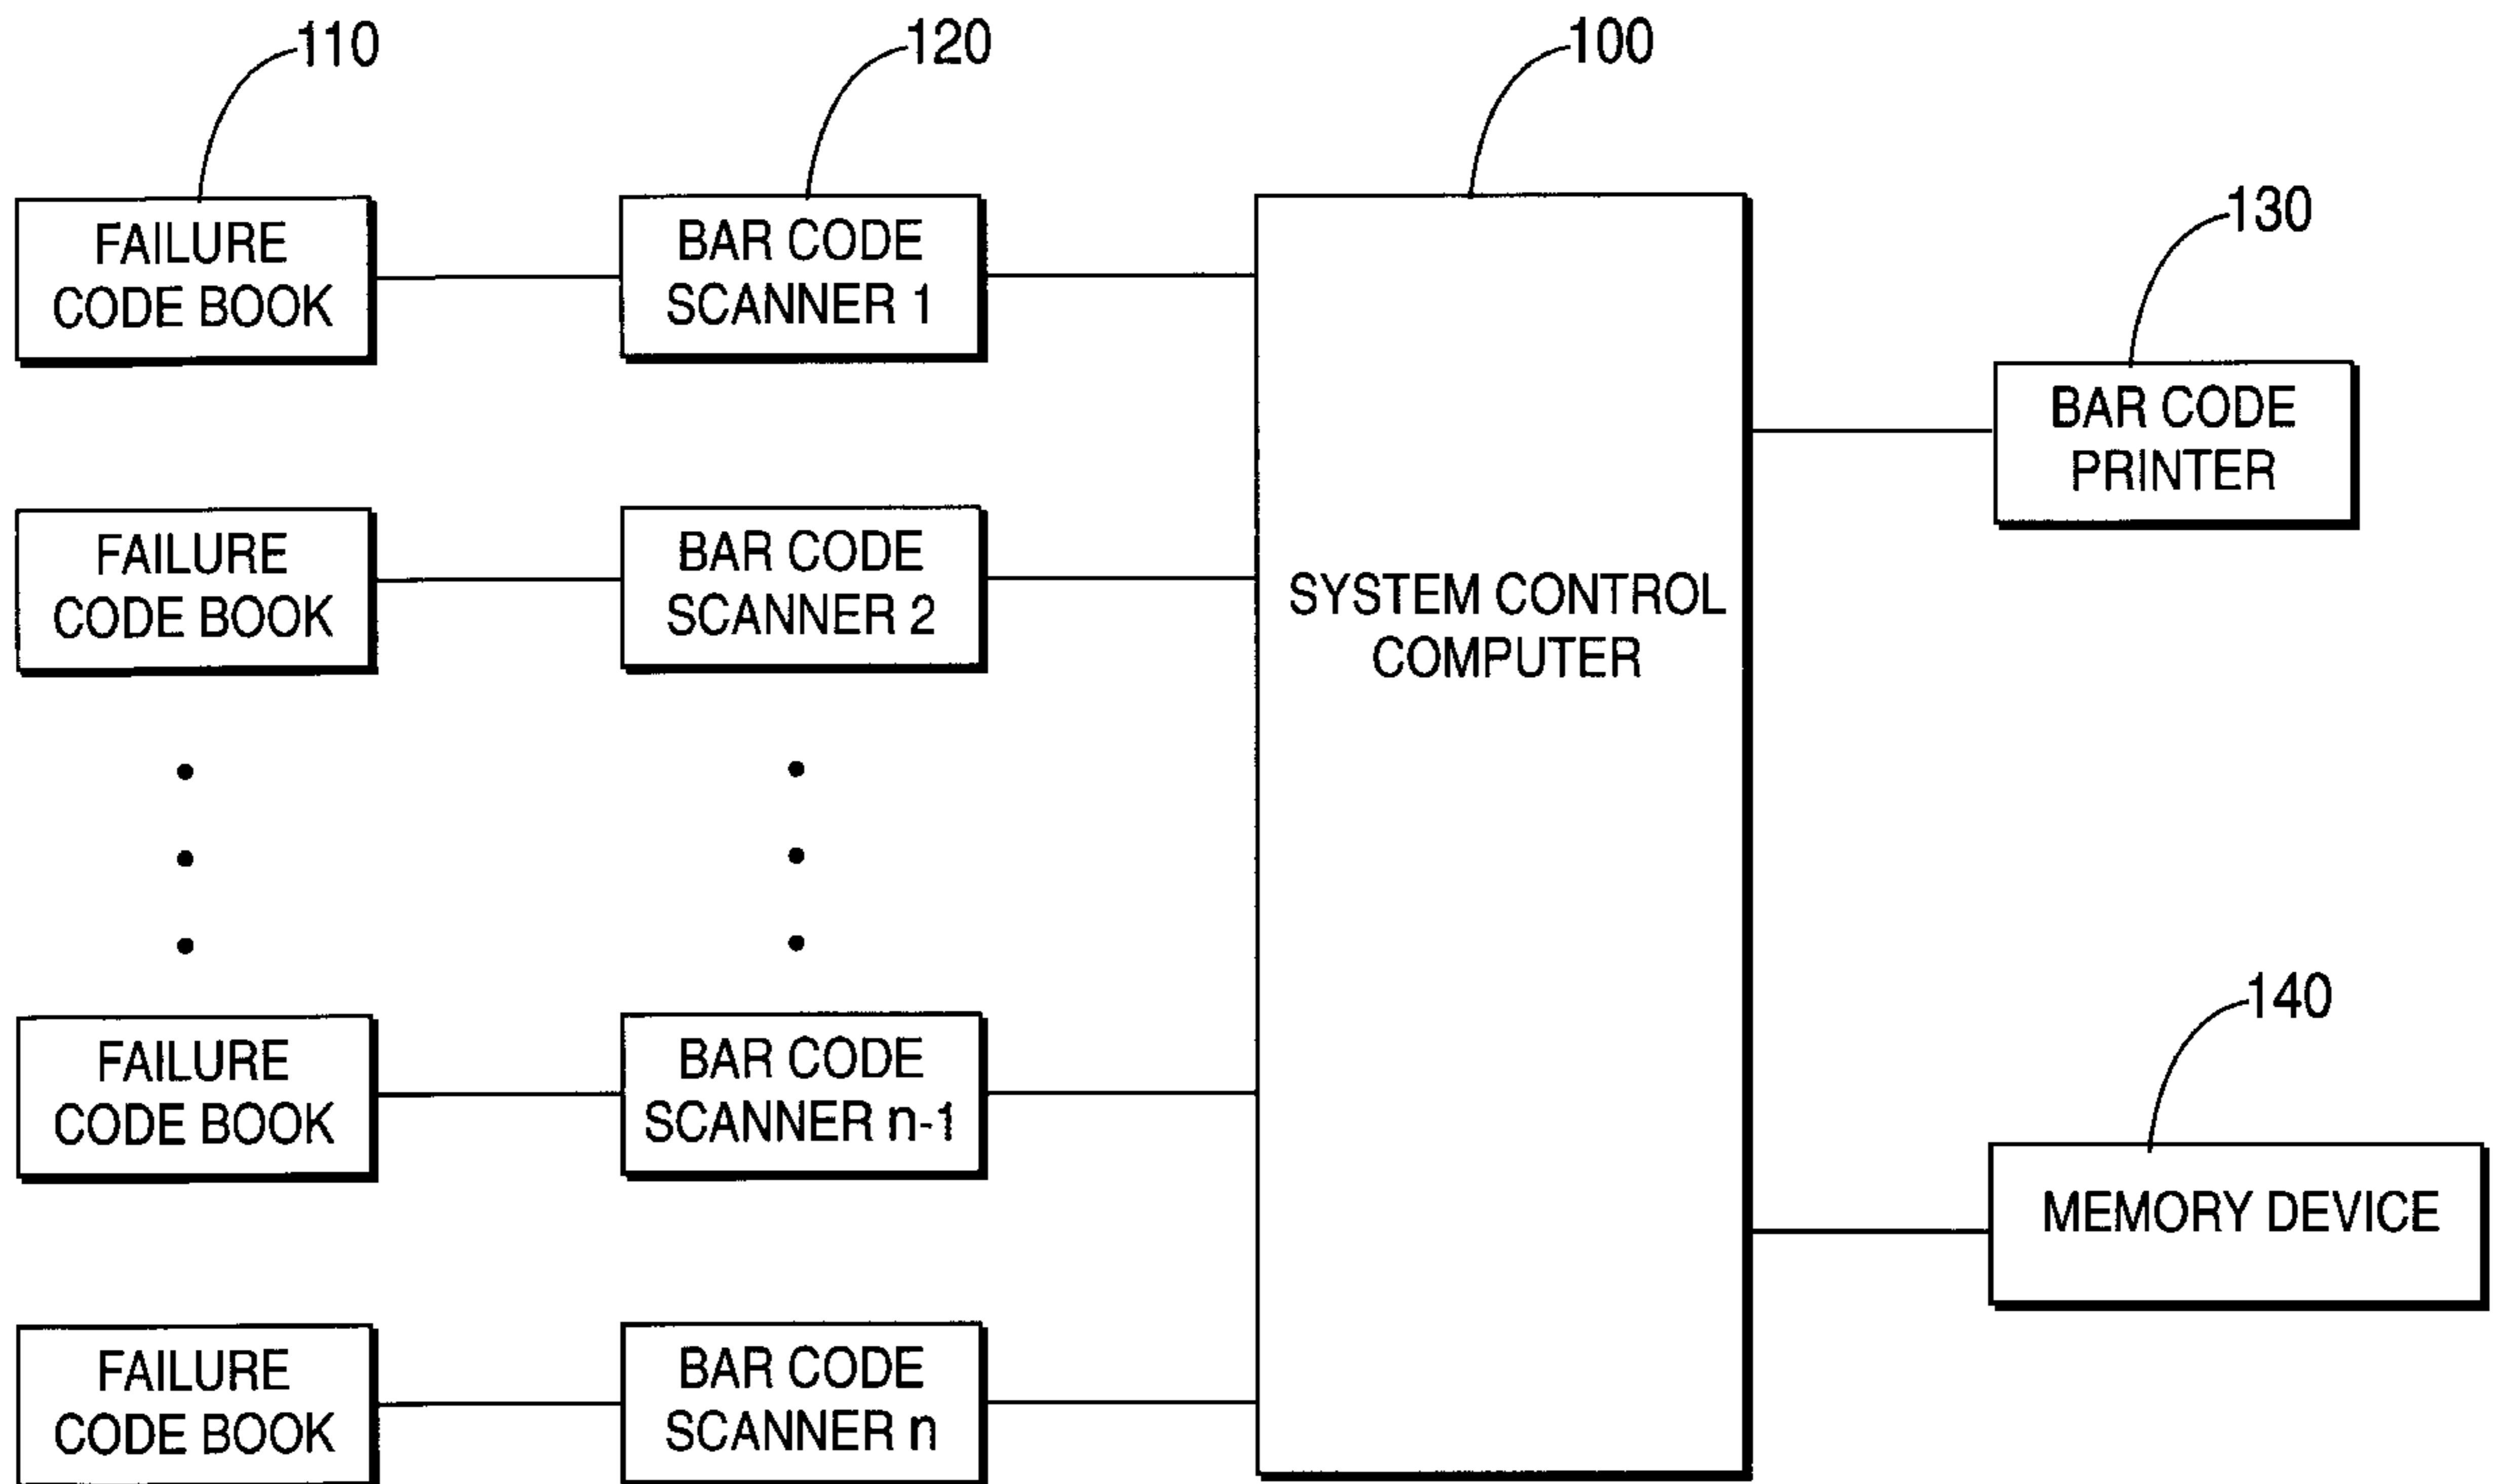 110
120
100
130
FAILURE
CODE BOOK
BAR CODE
SCANNER 1
BAR CODE
PRINTER
FAILURE
CODE BOOK
BAR CODE
SCANNER 2
SYSTEM CONTROL
COMPUTER
140
FAILURE
CODE BOOK
BAR CODE
SCANNER n-1
MEMORY DEVICE
FAILURE
CODE BOOK
BAR CODE
SCANNER n